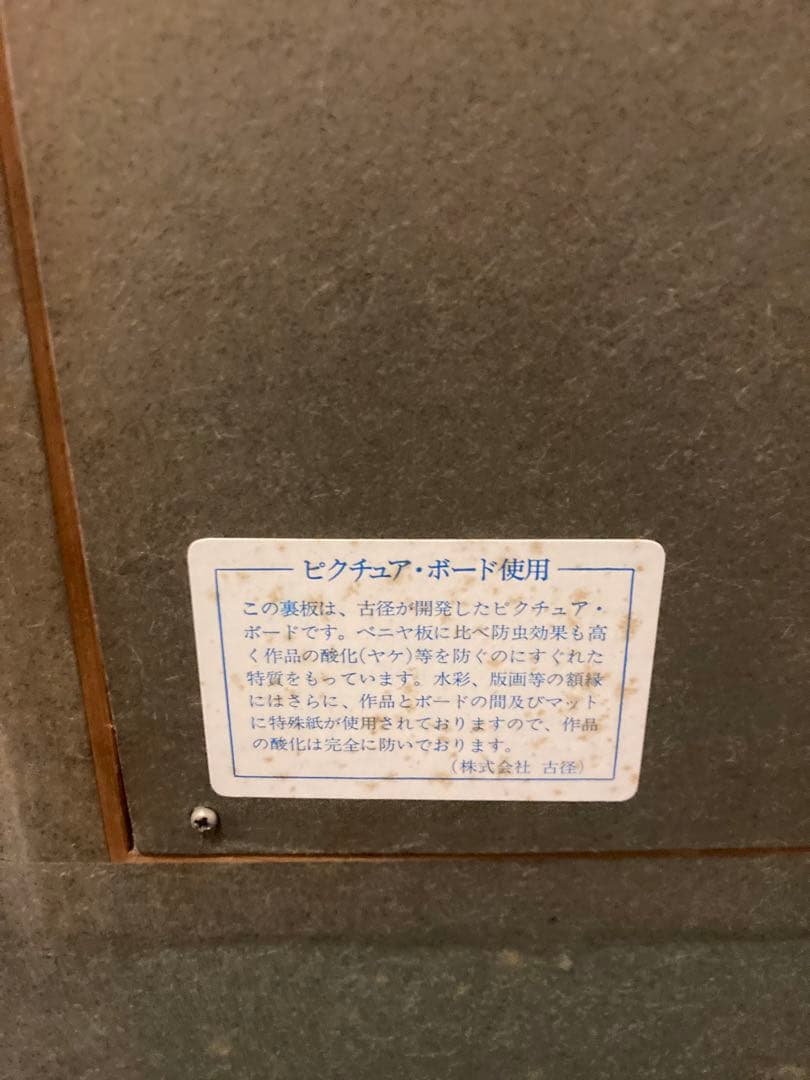 ピクチュア・ボード使用
この裏板は、古径が開発したピクチュア・
ボードです。ベニヤ板に比べ防虫効果も高
く作品の酸化(ヤケ)等を防ぐのにすぐれた
特質をもっています。水彩、版画等の額縁
にはさらに、作品とボードの間及びマット
に特殊紙が使用されておりますので、作品
の酸化は完全に防いでおります。
(株式会社 古径)